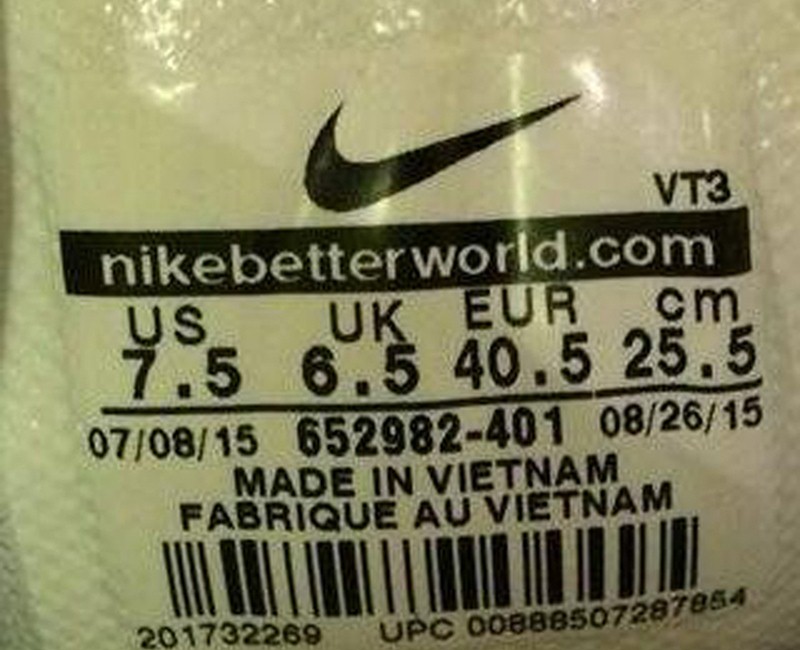 VT3
nikebetterworld.com
US UK EUR cm
7.5 6.5 40.5 25.5
07/08/15 652982-401 08/26/15
MADE IN VIETNAM
FABRIQUE AU VIETNAM
201732269 UPC 00888507287854